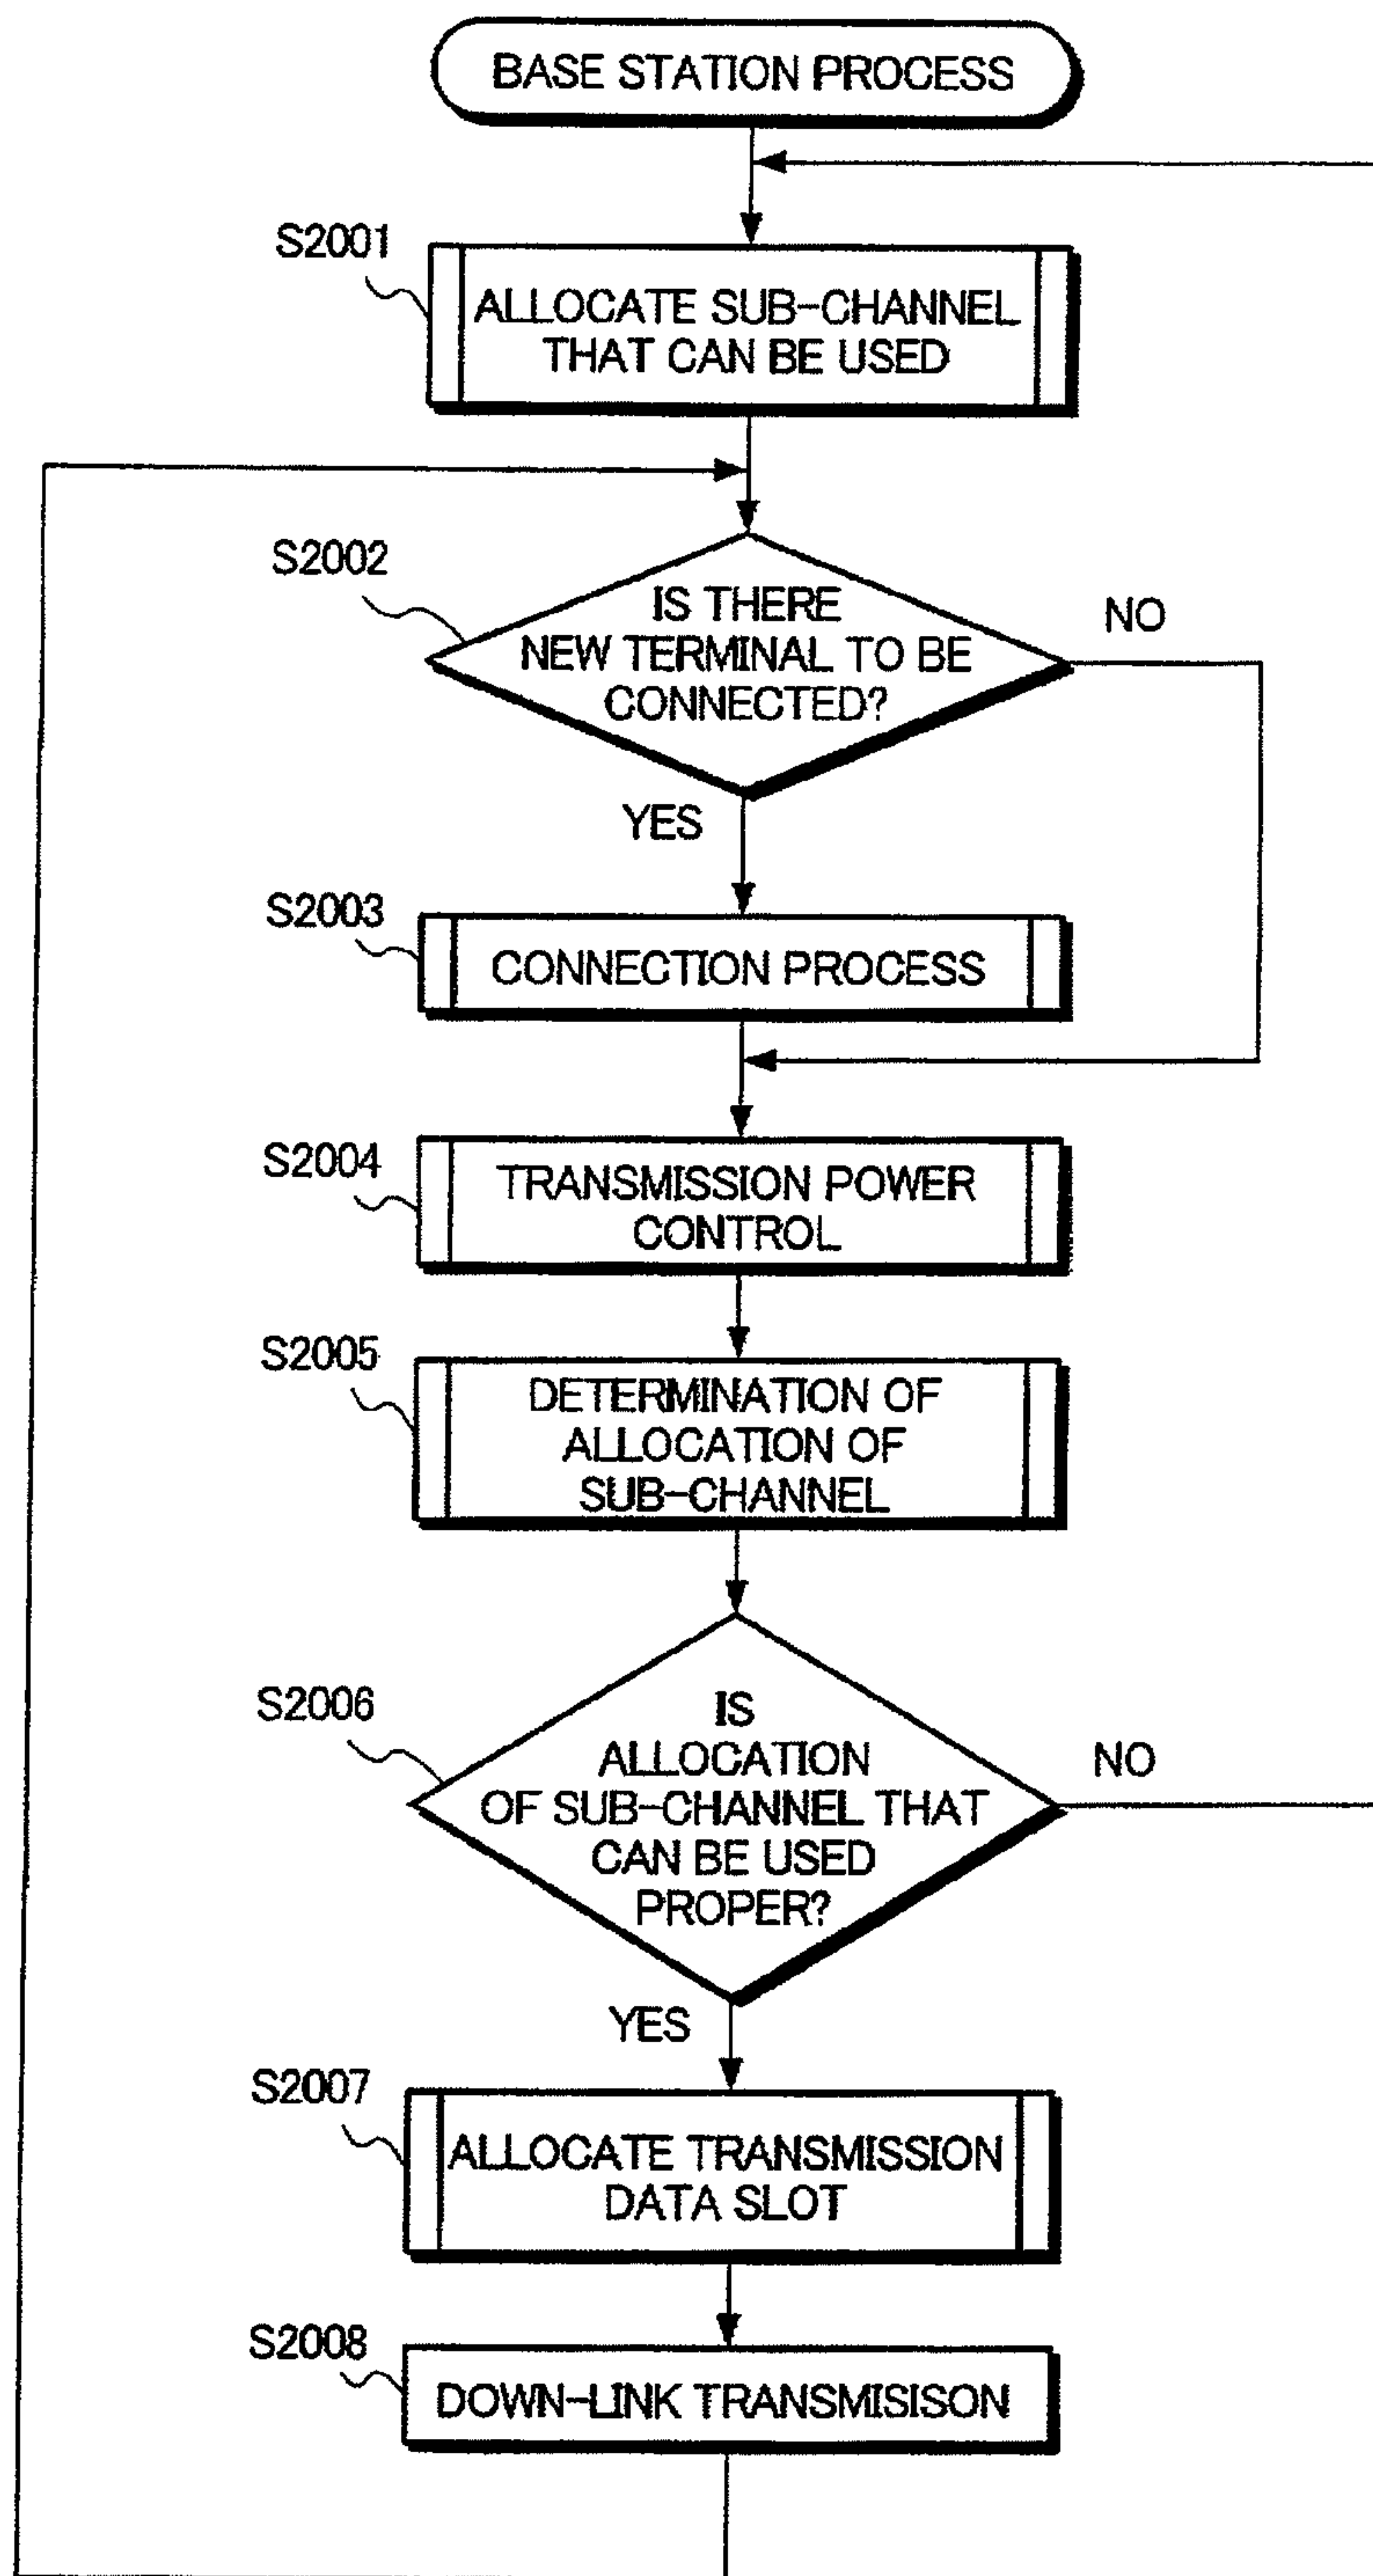 BASE STATION PROCESS
S2001
ALLOCATE SUB-CHANNEL
THAT CAN BE USED
S2002
IS THERE
NEW TERMINAL TO BE
CONNECTED?
NO
YES
S2003
CONNECTION PROCESS
S2004
TRANSMISSION POWER
CONTROL
S2005
DETERMINATION OF
ALLOCATION OF
SUB-CHANNEL
S2006
IS
ALLOCATION
OF SUB-CHANNEL THAT
CAN BE USED
PROPER?
NO
YES
S2007
ALLOCATE TRANSMISSION
DATA SLOT
S2008
DOWN-LINK TRANSMISISON